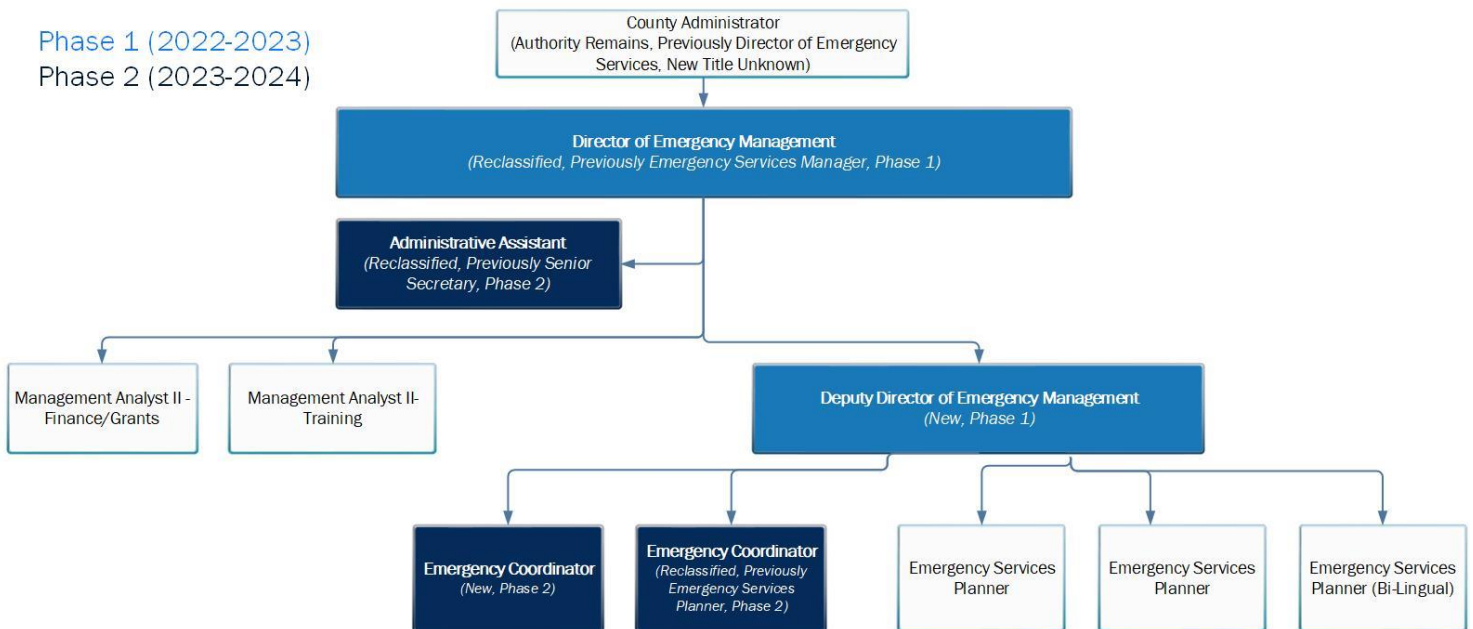 Phase 1 (2022-2023)
Phase 2 (2023-2024)
County Administrator
(Authority Remains, Previously Director of Emergency
Services, New Title Unknown)
Director of Emergency Management
(Reclassified, Previously Emergency Services Manager, Phase 1)
Administrative Assistant
(Reclassified, Previously Senior
Secretary, Phase 2)
Management Analyst II -
Finance/Grants
Management Analyst II-
Training
Deputy Director of Emergency Management
(New, Phase 1)
Emergency Coordinator
(New, Phase 2)
Emergency Coordinator
(Reclassified, Previously
Emergency Services
Planner, Phase 2)
Emergency Services
Planner
Emergency Services
Planner
Emergency Services
Planner (Bi-Lingual)